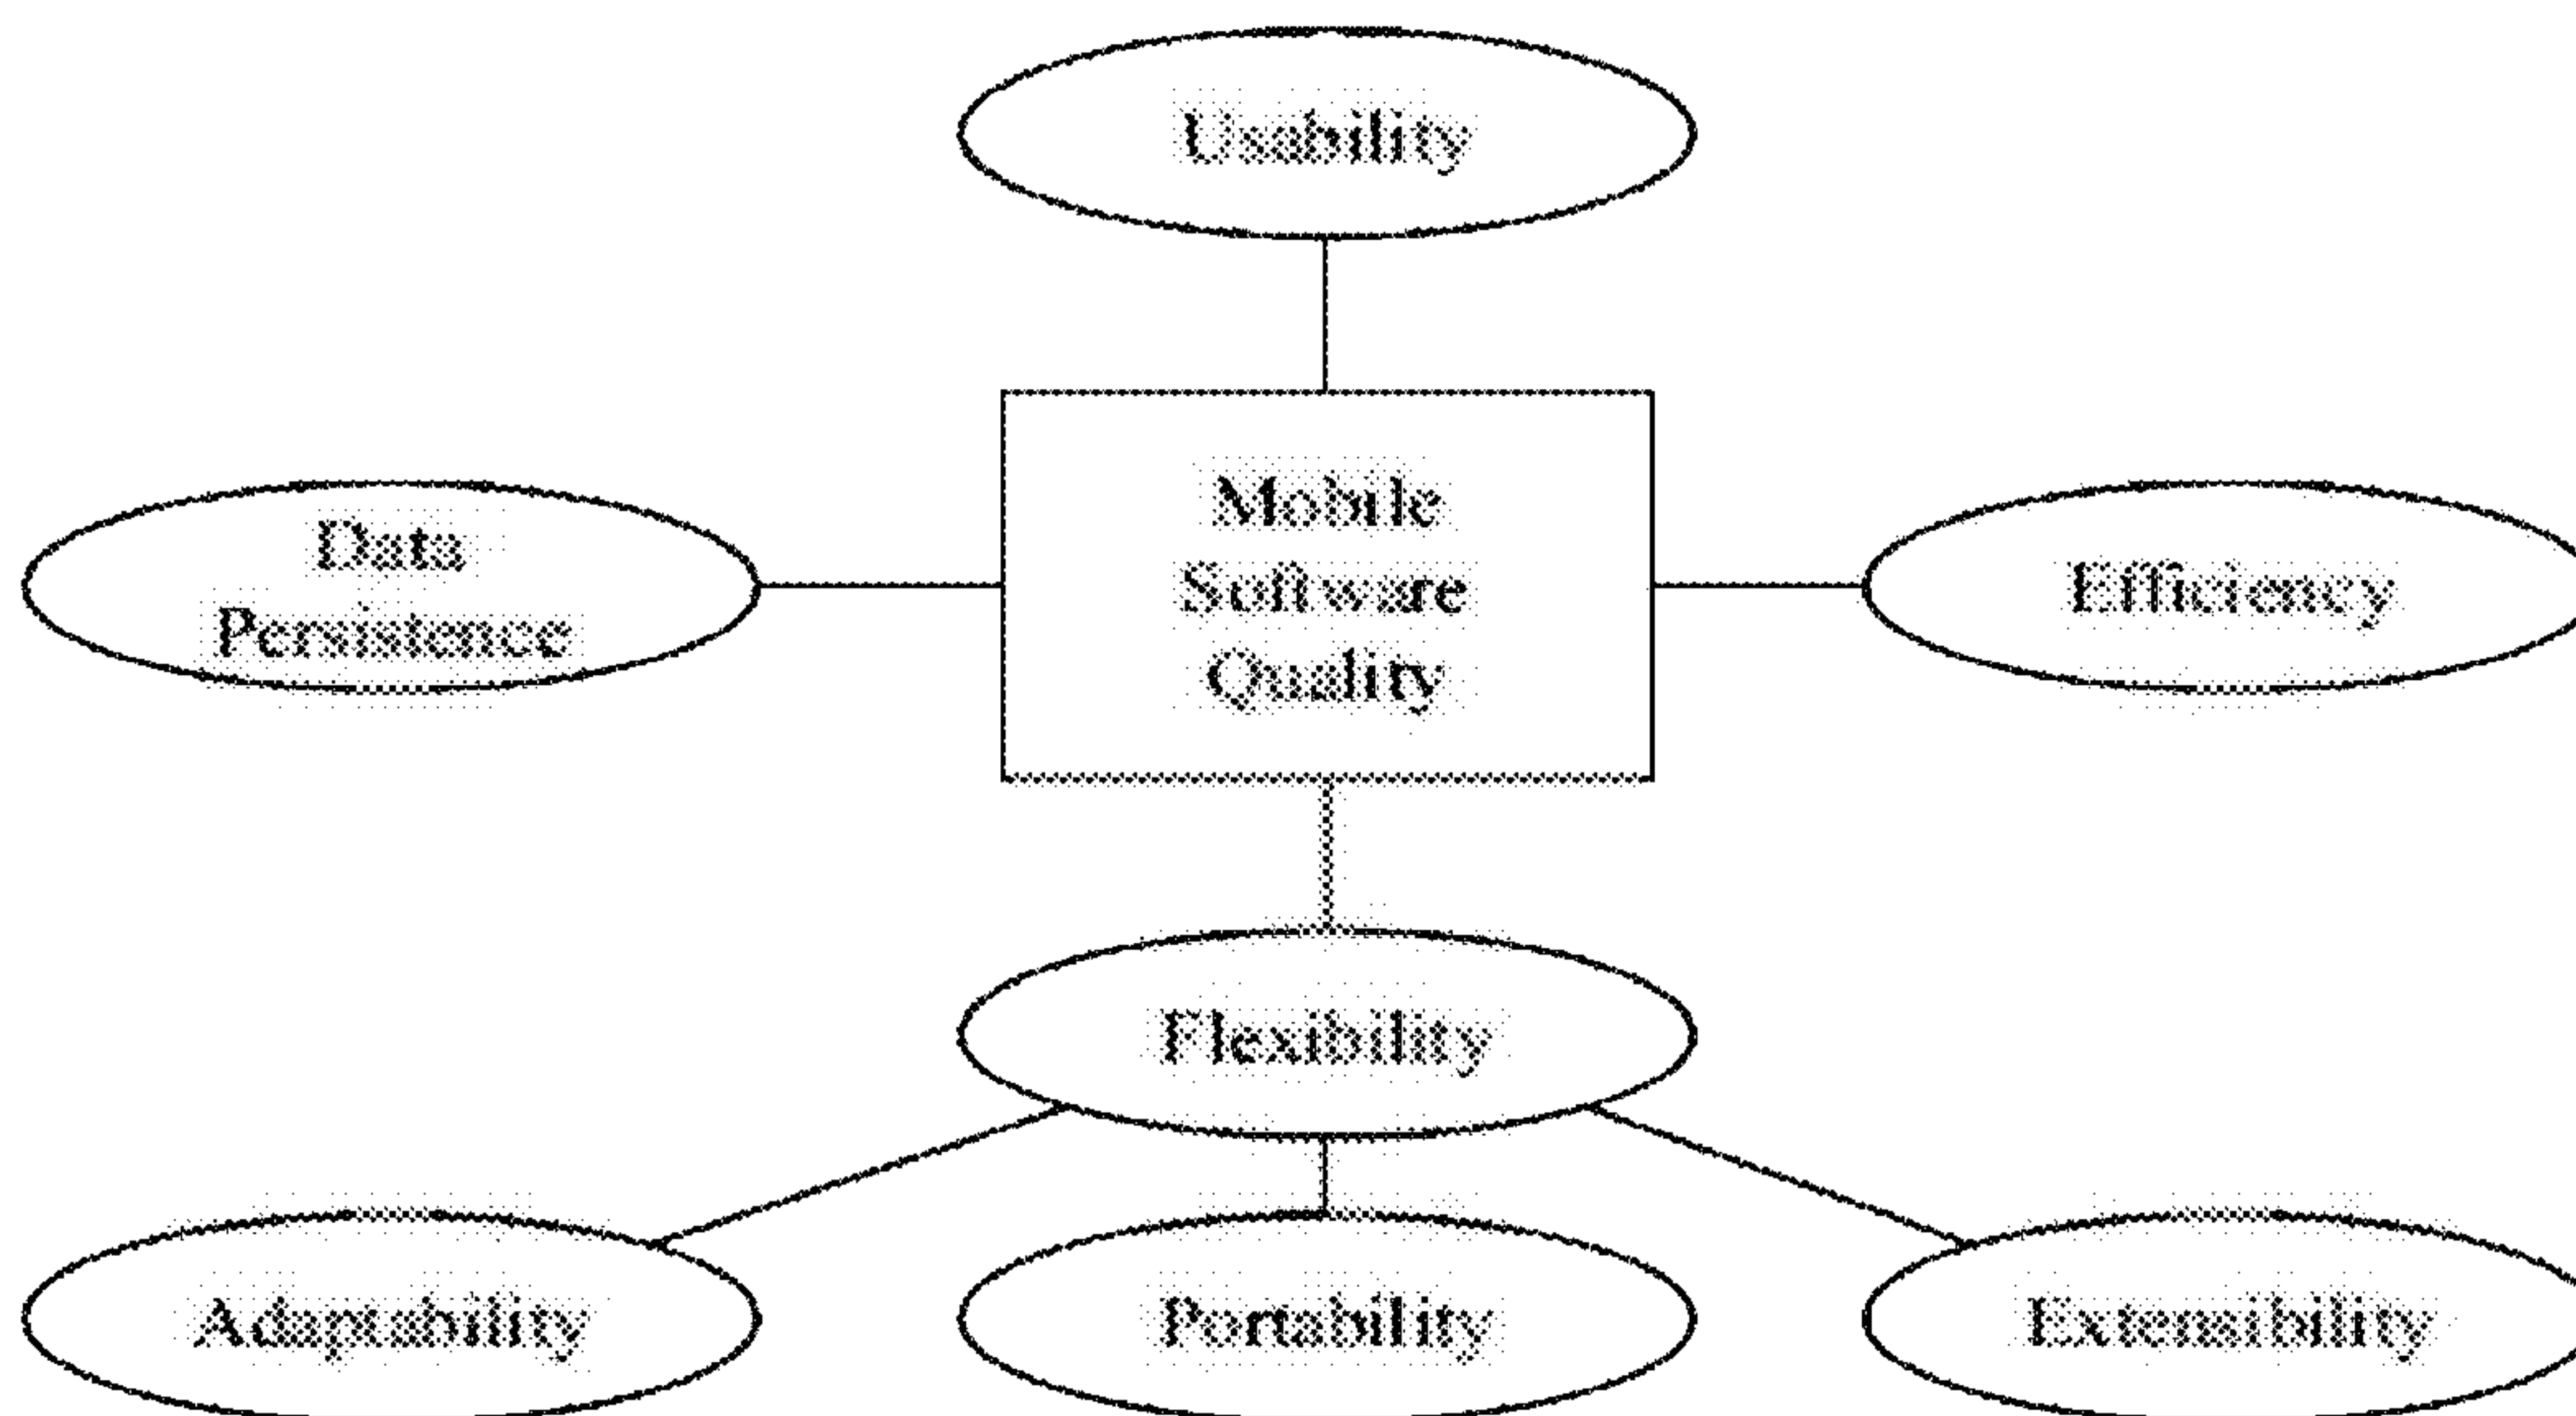 Usability
Mobile
Software
Quality
Data
Persistence
Efficiency
Flexibility
Adaptability
Portability
Extensibility